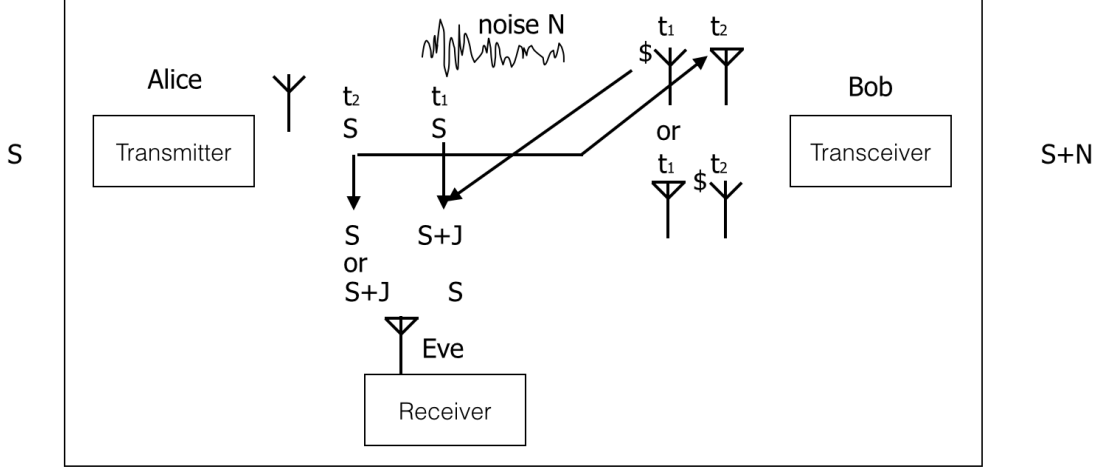 noise N
t₁ t₂
$
Alice
Bob
t₂ t₁
S S
or
S
Transmitter
Transceiver
S+N
t₁ t₂
$
S S+J
or
S+J S
Eve
Receiver